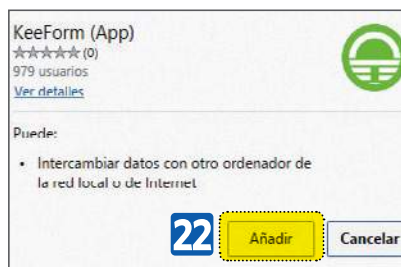 KeeForm (App)
☆☆☆☆☆ (0)
979 usuarios
Ver detalles
Puede:
• Intercambiar datos con otro ordenador de
la red local o de Internet
22
Añadir
Cancelar